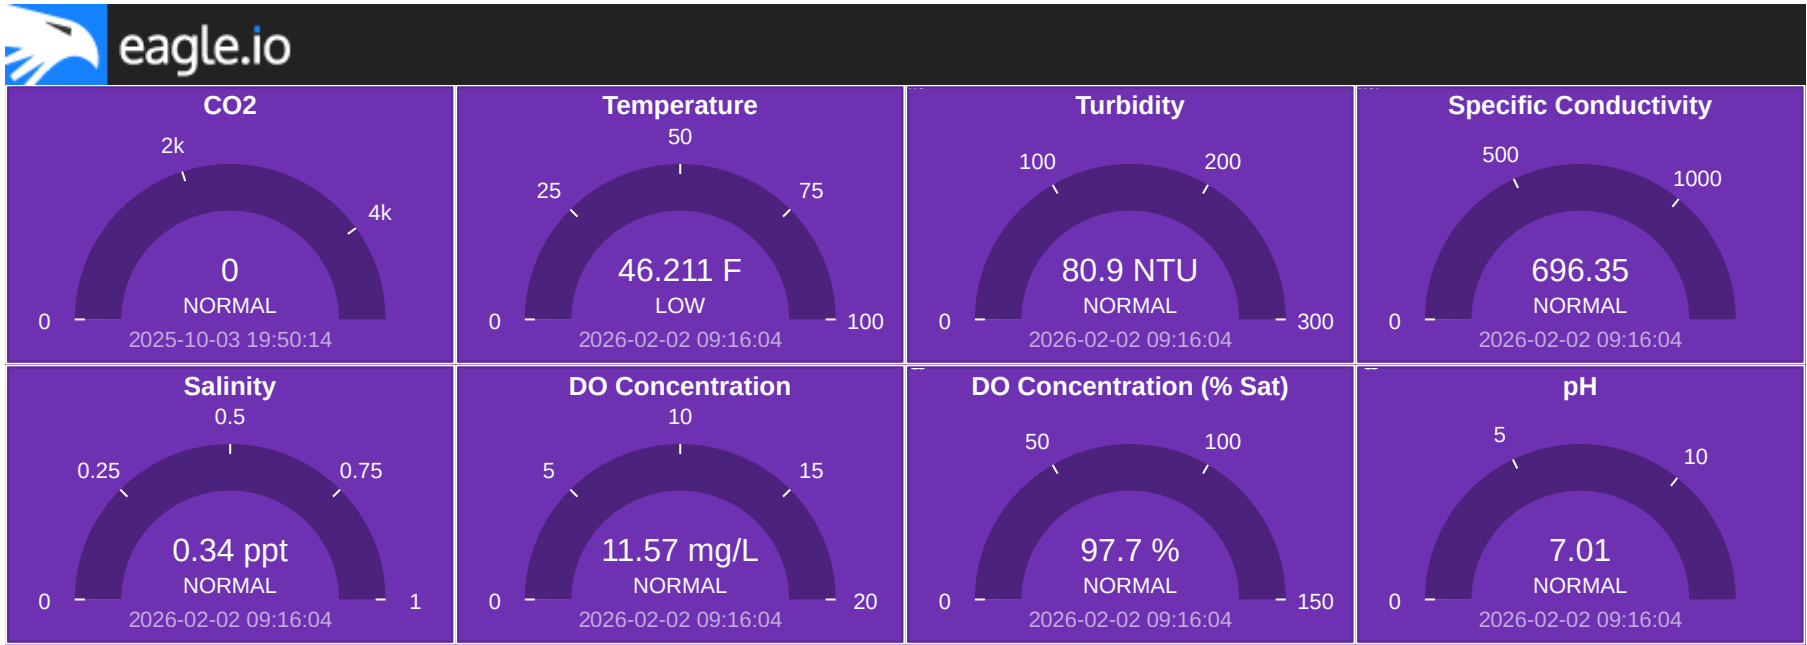 eagle.io
CO2
2k
4k
0
0
NORMAL
2025-10-03 19:50:14
Temperature
50
25
75
46.211 F
LOW
0
100
2026-02-02 09:16:04
Turbidity
100
200
80.9 NTU
NORMAL
0
300
2026-02-02 09:16:04
Specific Conductivity
500
1000
696.35
NORMAL
0
2026-02-02 09:16:04
Salinity
0.5
0.25
0.75
0.34 ppt
NORMAL
0
1
2026-02-02 09:16:04
DO Concentration
10
5
15
11.57 mg/L
NORMAL
0
20
2026-02-02 09:16:04
DO Concentration (% Sat)
50
100
97.7 %
NORMAL
0
150
2026-02-02 09:16:04
pH
5
10
7.01
NORMAL
0
2026-02-02 09:16:04